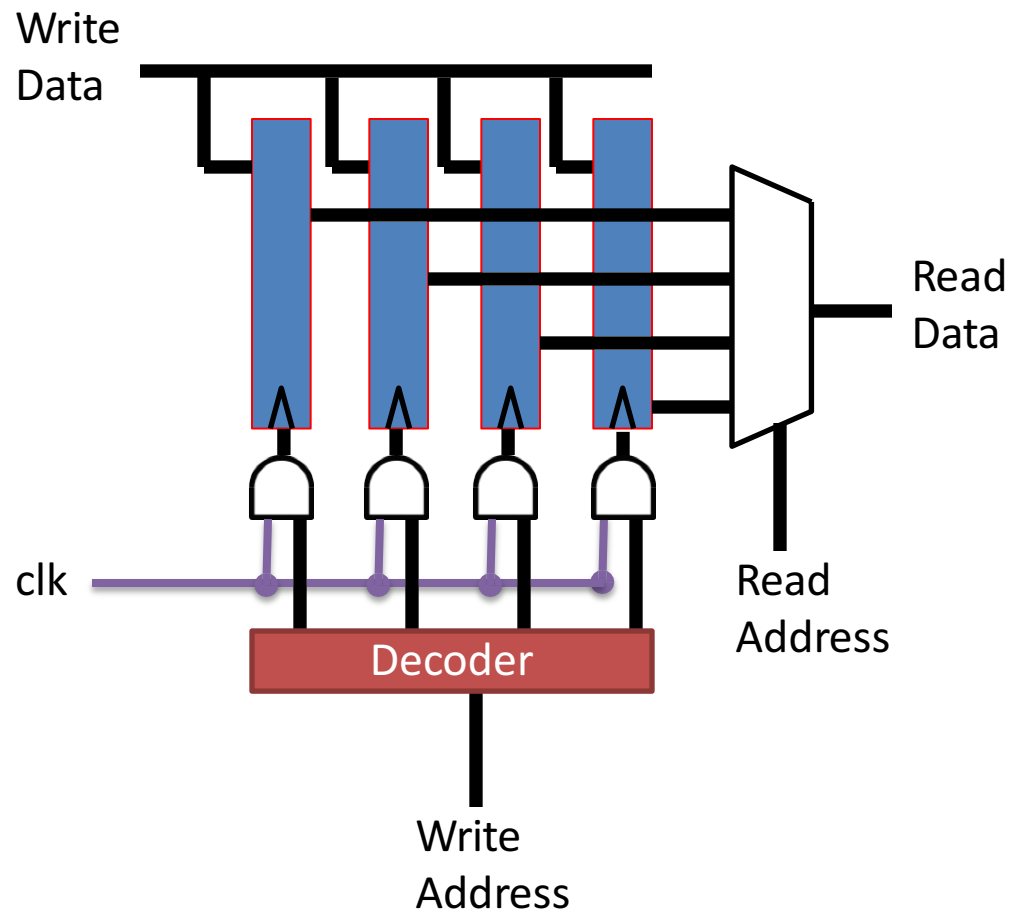 Write
Data
Read
Data
clk
Read
Address
Decoder
Write
Address